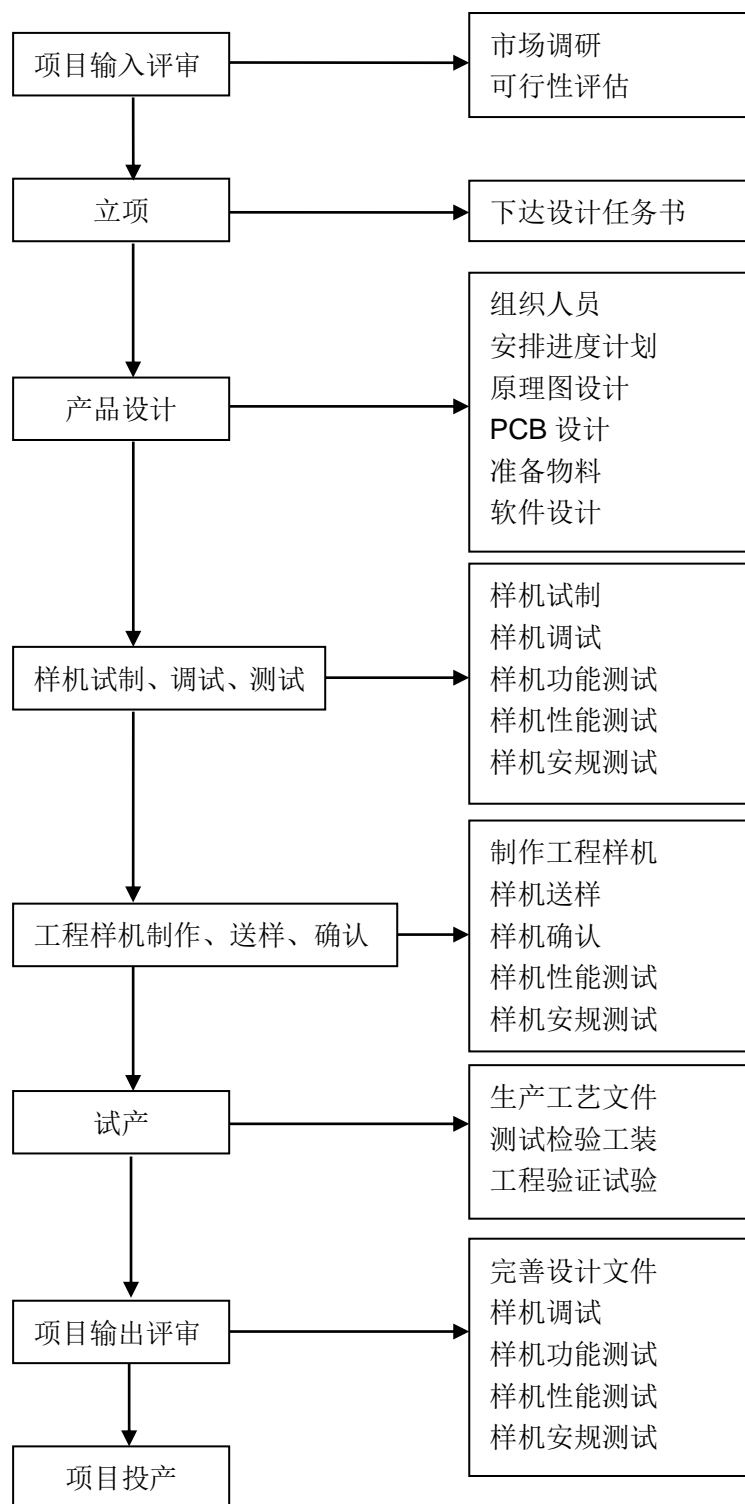 项目输入评审
市场调研
可行性评估
立项
下达设计任务书
产品设计
组织人员
安排进度计划
原理图设计
PCB 设计
准备物料
软件设计
样机试制、调试、测试
样机试制
样机调试
样机功能测试
样机性能测试
样机安规测试
工程样机制作、送样、确认
制作工程样机
样机送样
样机确认
样机性能测试
样机安规测试
试产
生产工艺文件
测试检验工装
工程验证试验
项目输出评审
完善设计文件
样机调试
样机功能测试
样机性能测试
样机安规测试
项目投产